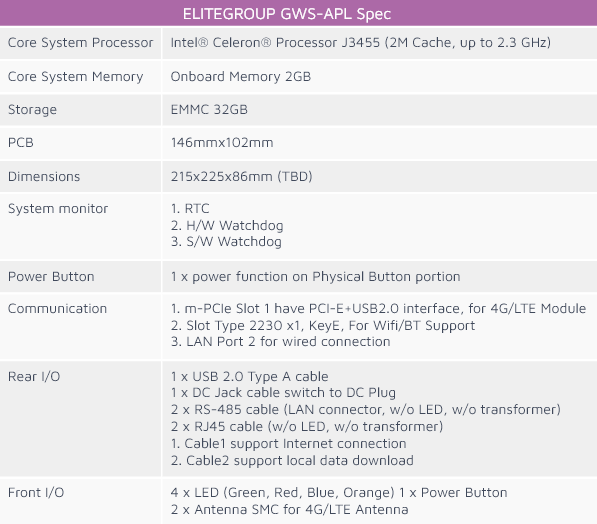 ELITEGROUP GWS-APL Spec
Core System Processor Intel® Celeron® Processor J3455 (2M Cache, up to 2.3 GHz)
Core System Memory Onboard Memory 2GB
Storage EMMC 32GB
PCB 146mmx102mm
Dimensions 215x225x86mm (TBD)
System monitor 1. RTC
2. H/W Watchdog
3. S/W Watchdog
Power Button 1 x power function on Physical Button portion
Communication 1. m-PCIe Slot 1 have PCI-E+USB2.0 interface, for 4G/LTE Module
2. Slot Type 2230 x1, KeyE, For Wifi/BT Support
3. LAN Port 2 for wired connection
Rear I/O 1 x USB 2.0 Type A cable
1 x DC Jack cable switch to DC Plug
2 x RS-485 cable (LAN connector, w/o LED, w/o transformer)
2 x RJ45 cable (w/o LED, w/o transformer)
1. Cable1 support Internet connection
2. Cable2 support local data download
Front I/O 4 x LED (Green, Red, Blue, Orange) 1 x Power Button
2 x Antenna SMC for 4G/LTE Antenna